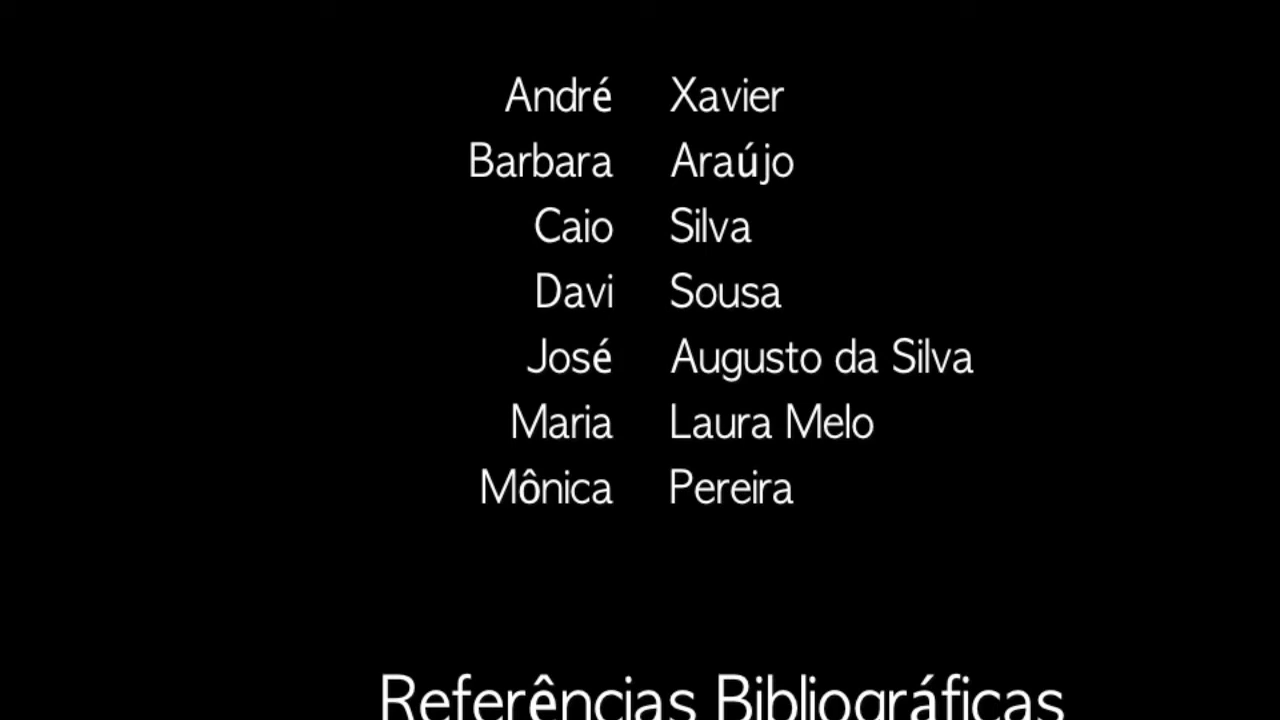 André Xavier
Barbara Araújo
Caio Silva
Davi Sousa
José Augusto da Silva
Maria Laura Melo
Mônica Pereira
Referências Bibliográficas